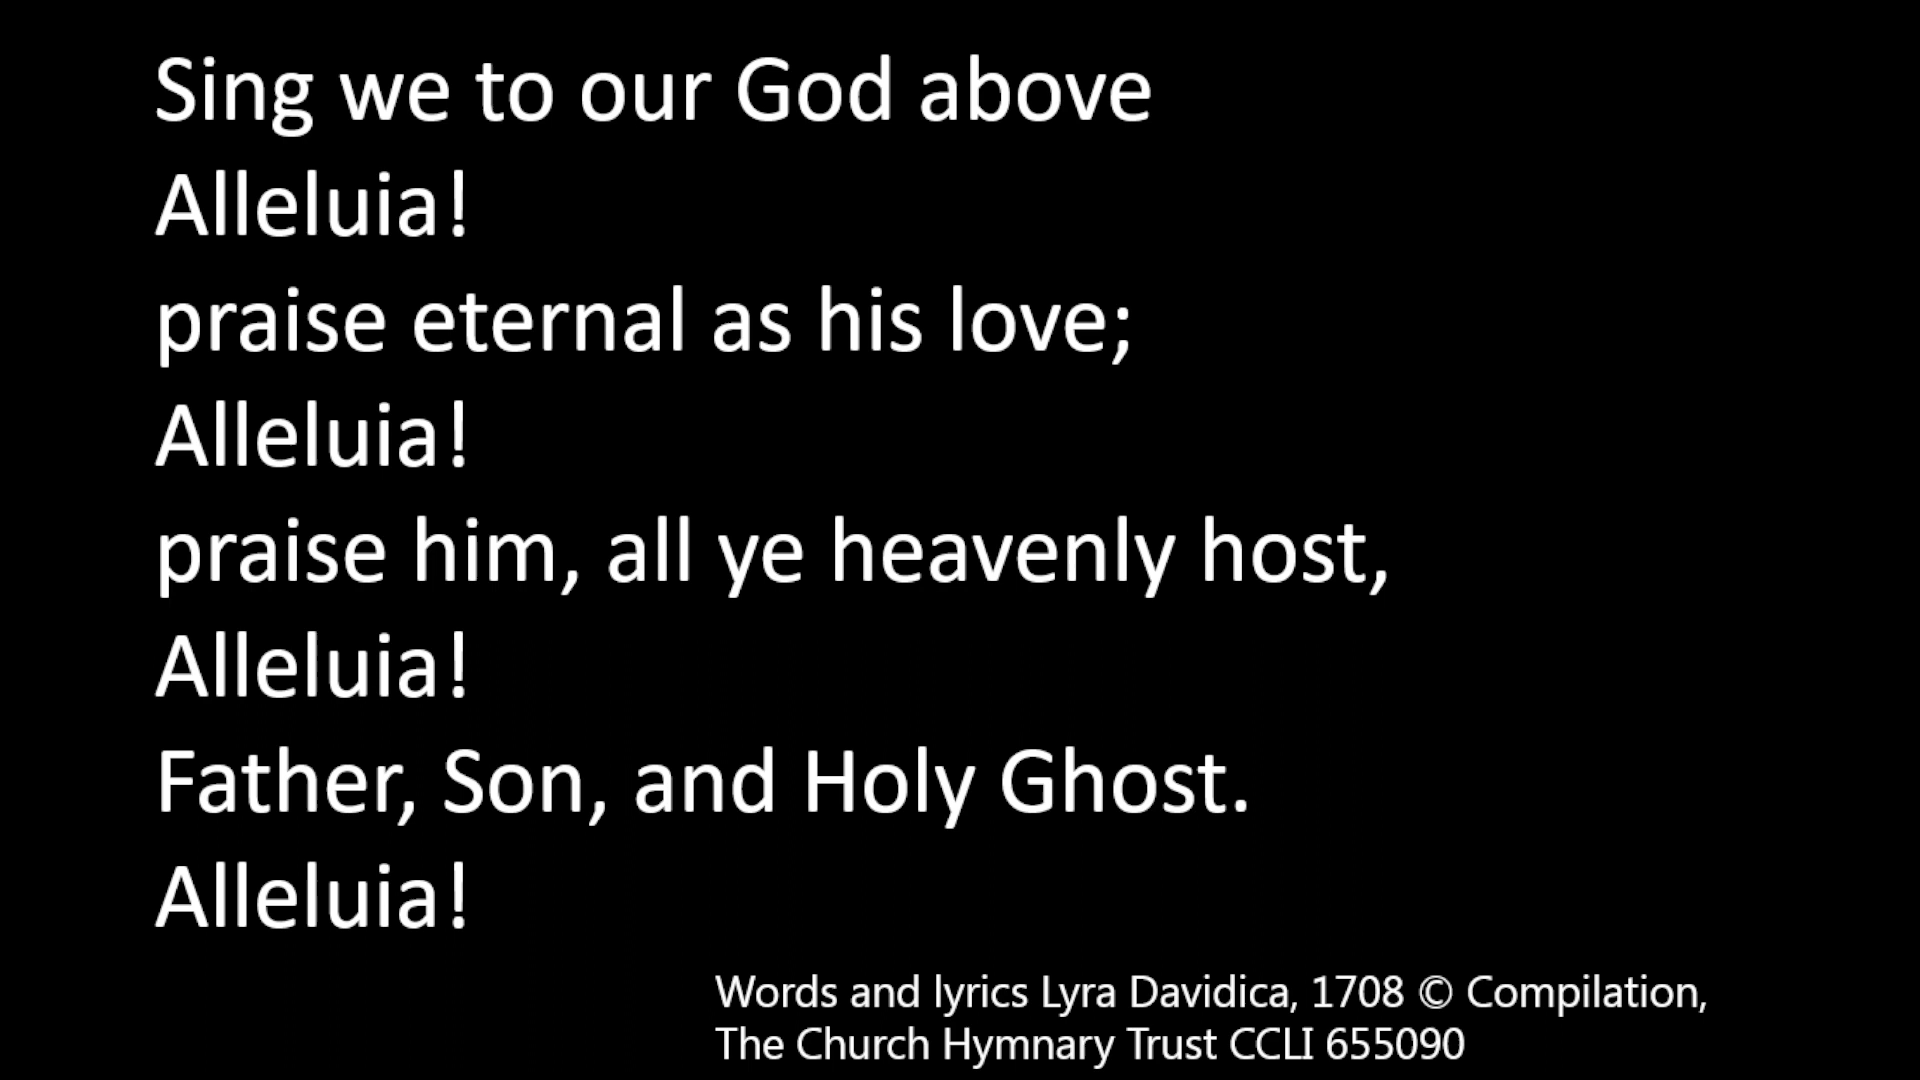 Sing we to our God above
Alleluia!
praise eternal as his love;
Alleluia!
praise him, all ye heavenly host,
Alleluia!
Father, Son, and Holy Ghost.
Alleluia!
Words and lyrics Lyra Davidica, 1708 © Compilation,
The Church Hymnary Trust CCLI 655090